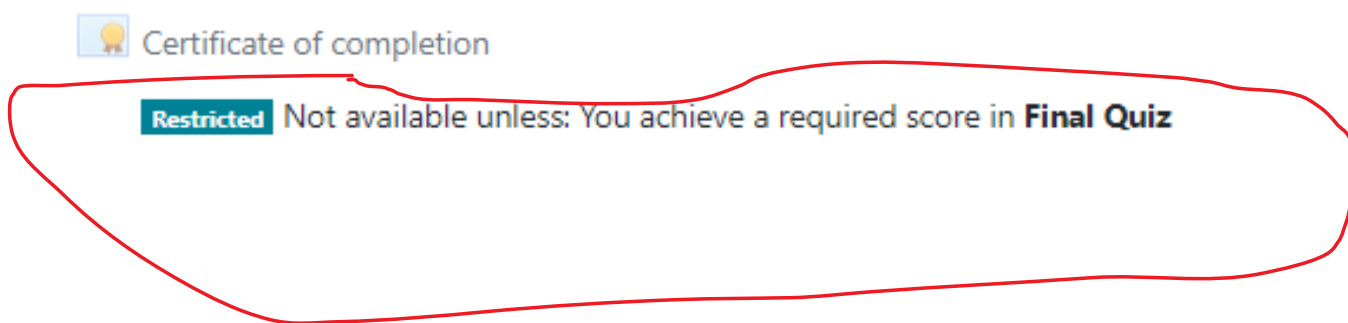 Certificate of completion
Restricted Not available unless: You achieve a required score in Final Quiz